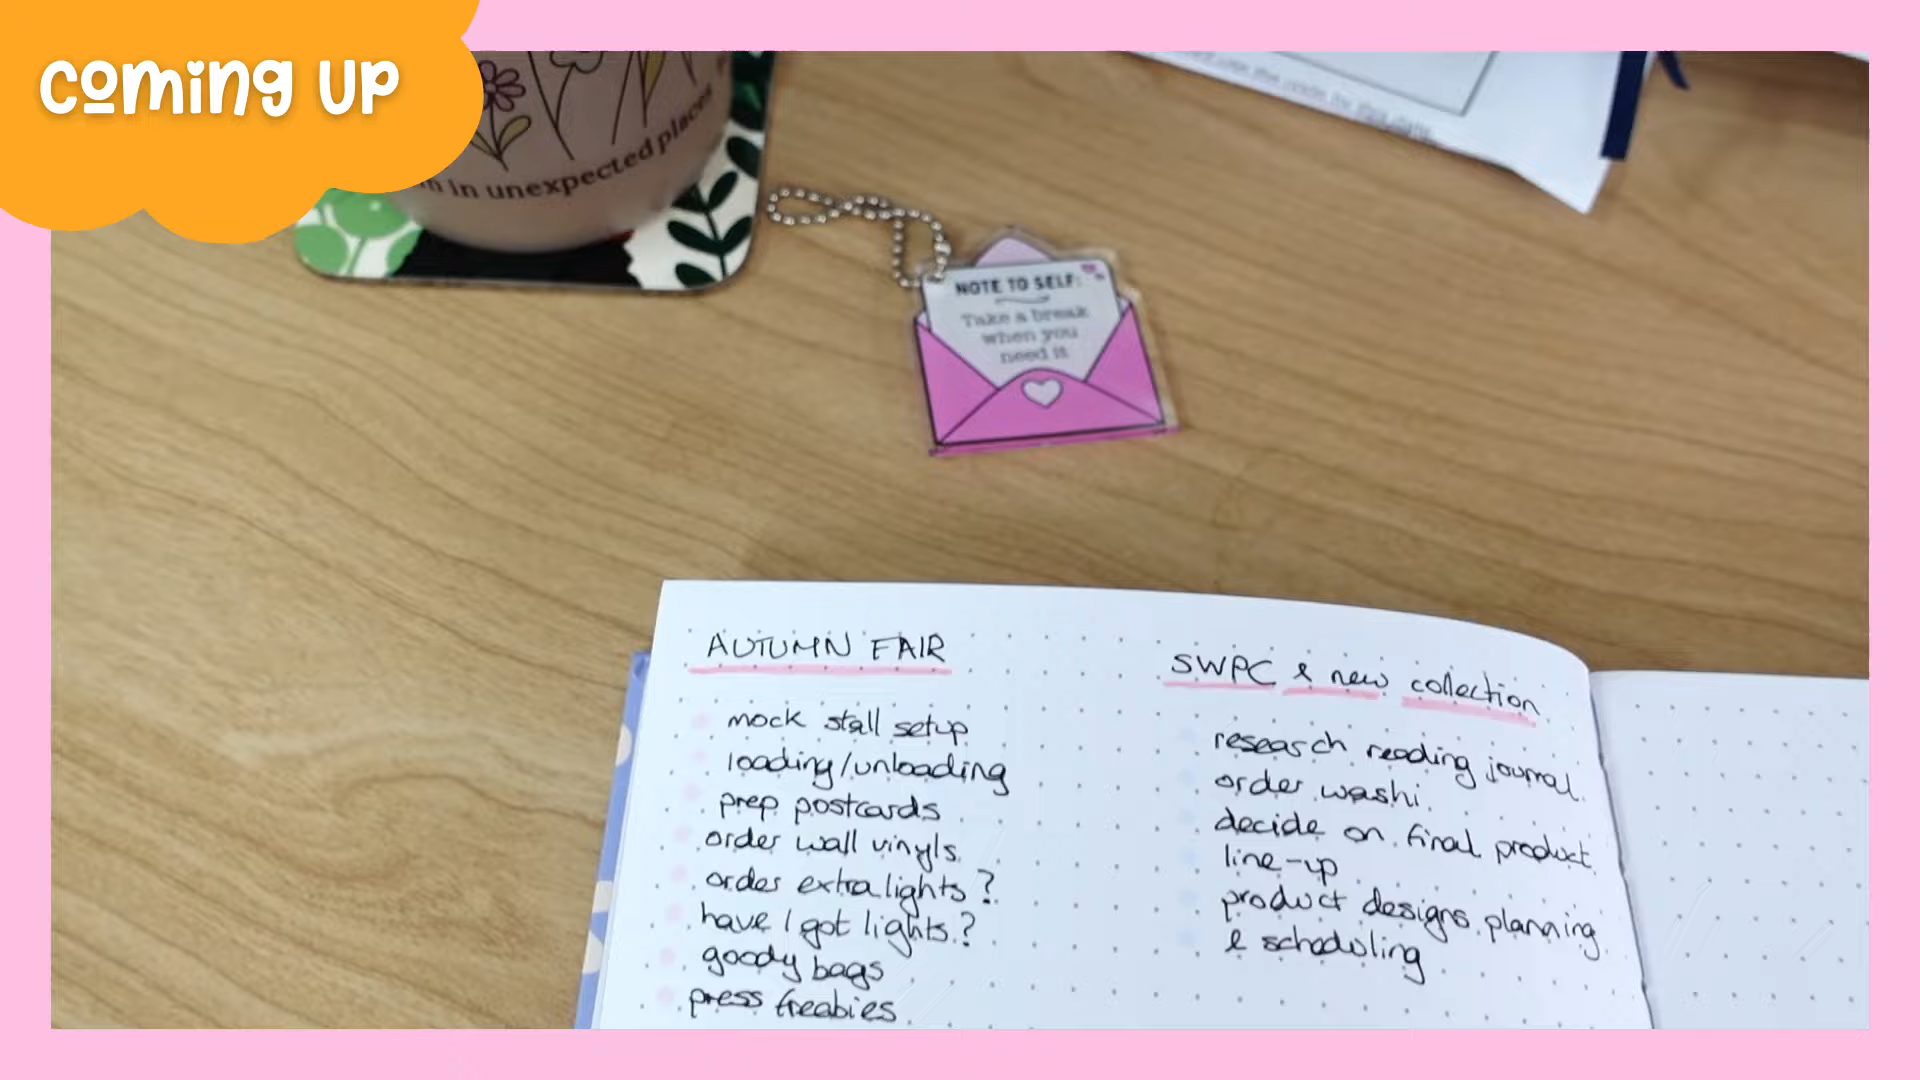 coming up
in unexpected places
NOTE TO SELF:
Take a break
when you
need it
AUTUMN FAIR
mock stall setup
loading/unloading
prep postcards
order wall vinyls
order extra lights?
have I got lights?
goody bags
press freebies
SWPC & new collection
research reading journal
order washi
decide on final product
line-up
product designs planning
& scheduling